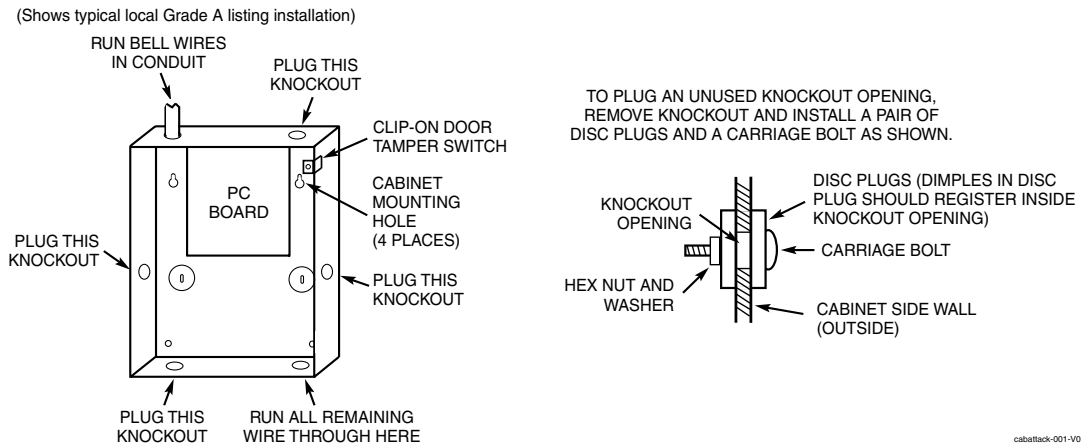 (Shows typical local Grade A listing installation)
RUN BELL WIRES
IN CONDUIT
PLUG THIS
KNOCKOUT
CLIP-ON DOOR
TAMPER SWITCH
PC
BOARD
CABINET
MOUNTING
HOLE
(4 PLACES)
PLUG THIS
KNOCKOUT
PLUG THIS
KNOCKOUT
PLUG THIS
KNOCKOUT
RUN ALL REMAINING
WIRE THROUGH HERE
TO PLUG AN UNUSED KNOCKOUT OPENING,
REMOVE KNOCKOUT AND INSTALL A PAIR OF
DISC PLUGS AND A CARRIAGE BOLT AS SHOWN.
KNOCKOUT
OPENING
DISC PLUGS (DIMPLES IN DISC
PLUG SHOULD REGISTER INSIDE
KNOCKOUT OPENING)
CARRIAGE BOLT
HEX NUT AND
WASHER
CABINET SIDE WALL
(OUTSIDE)
cabattack-001-V0